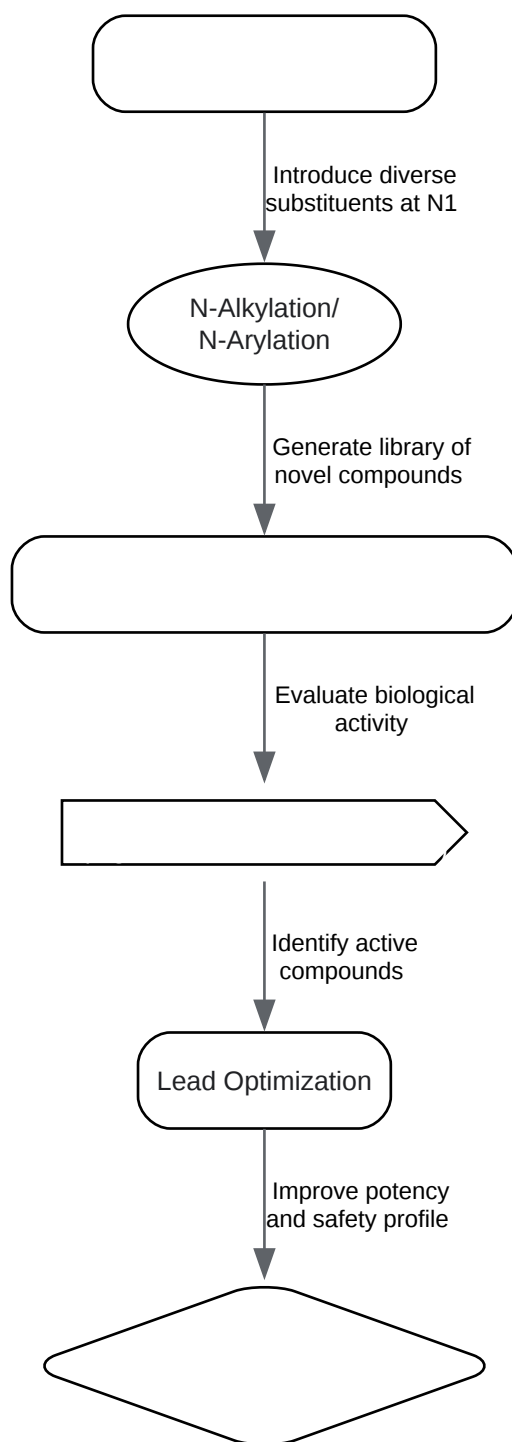 Introduce diverse
substituents at N1
N-Alkylation/
N-Arylation
Generate library of
novel compounds
Evaluate biological
activity
Identify active
compounds
Lead Optimization
Improve potency
and safety profile